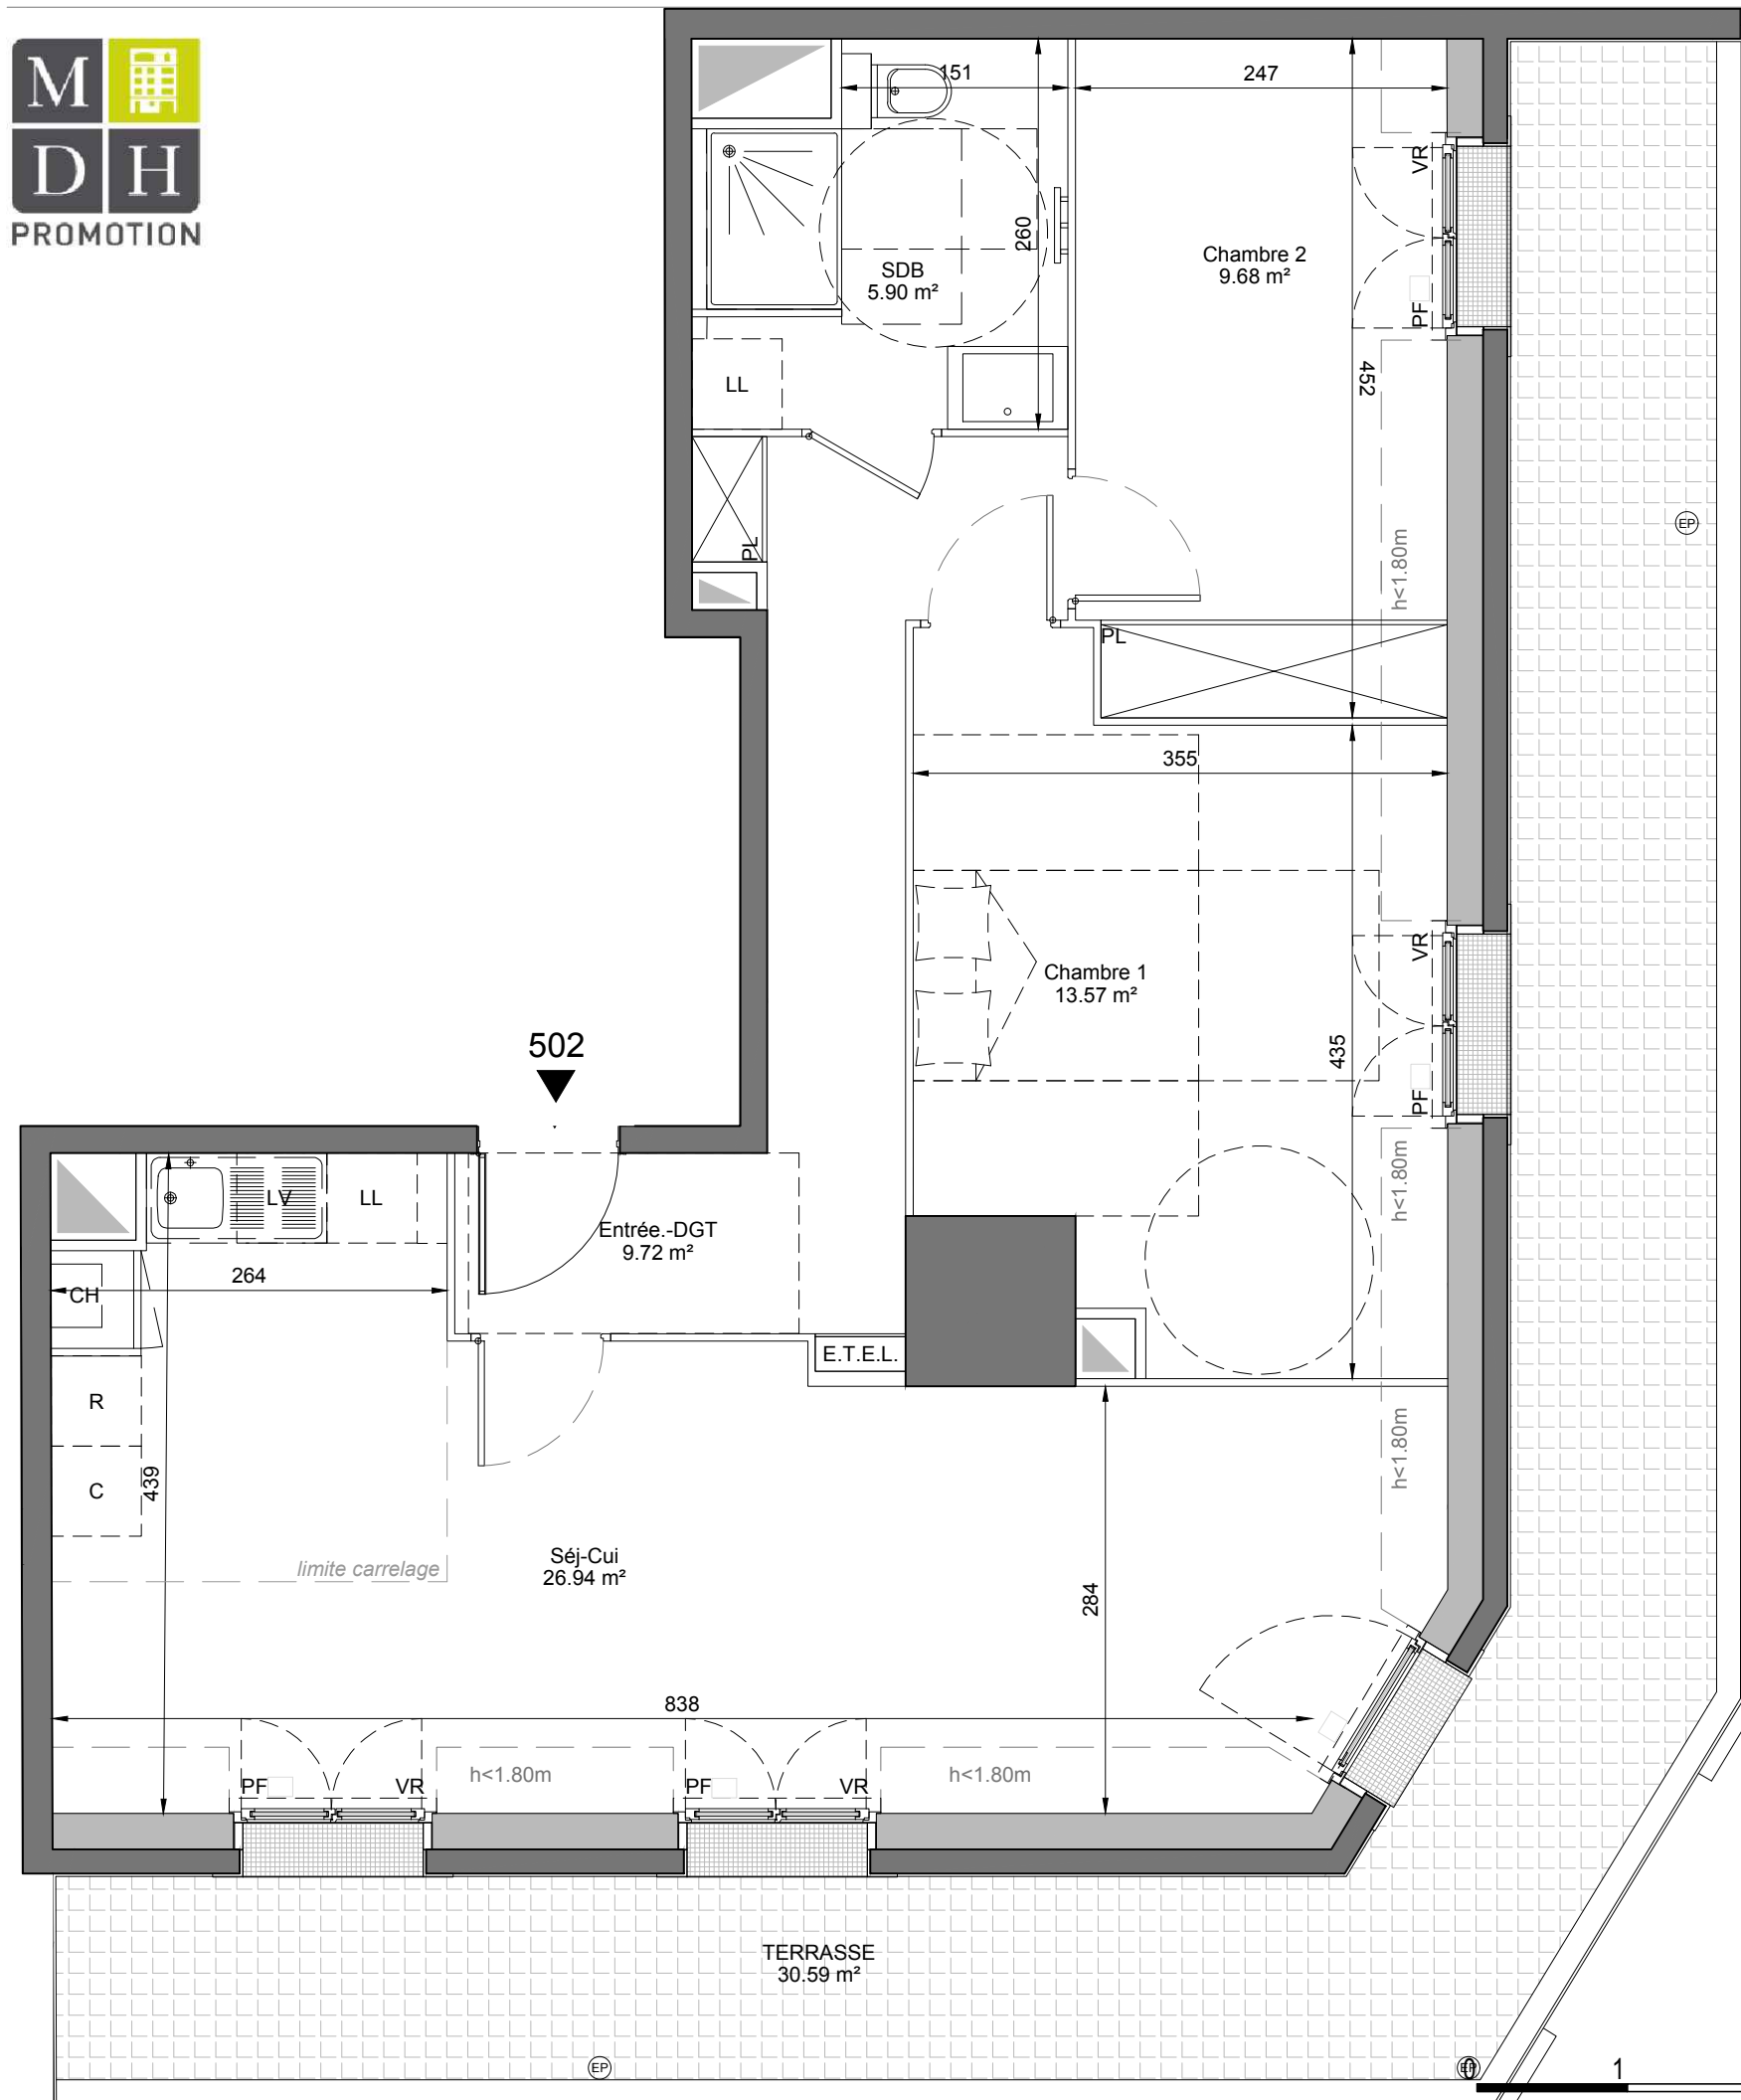 M
D H
PROMOTION
151
247
VR
260
Chambre 2
9.68 m²
SDB
5.90 m²
PF
452
LL
EP
PL
h<1.80m
PL
355
VR
Chambre 1
13.57 m²
435
502
PF
h<1.80m
LV
LL
Entrée.-DGT
9.72 m²
264
CH
E.T.E.L.
R
h<1.80m
439
C
Séj-Cui
26.94 m²
limite carrelage
284
838
PF
VR
h<1.80m
PF
VR
h<1.80m
TERRASSE
30.59 m²
EP
EP
0
1